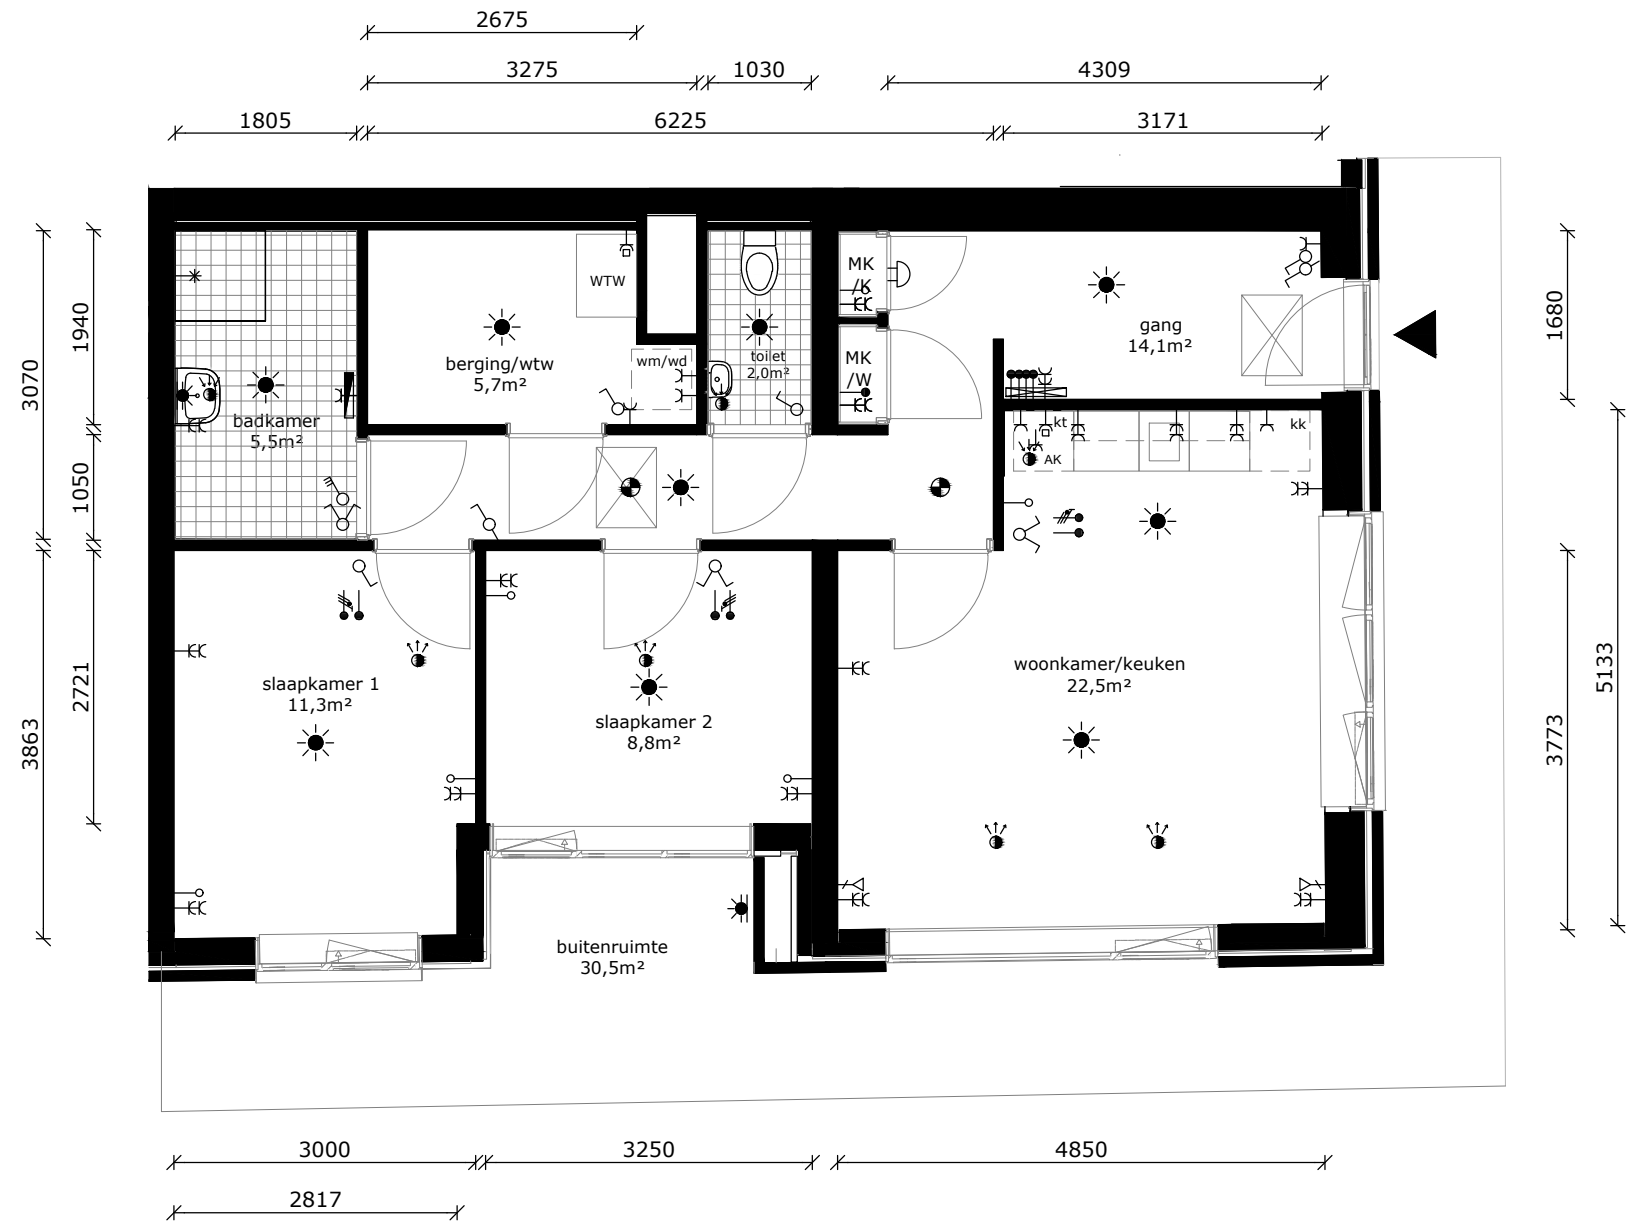 2675
3275
1030
4309
1805
6225
3171
3070
1940
1050
2721
3863
1680
5133
3773
WTW
berging/wtw
5,7m²
wm/wd
toilet
2,0m²
MK
/K
MK
/W
gang
14,1m²
badkamer
5,5m²
kt
kk
AK
slaapkamer 1
11,3m²
slaapkamer 2
8,8m²
woonkamer/keuken
22,5m²
buitenruimte
30,5m²
3000
3250
4850
2817